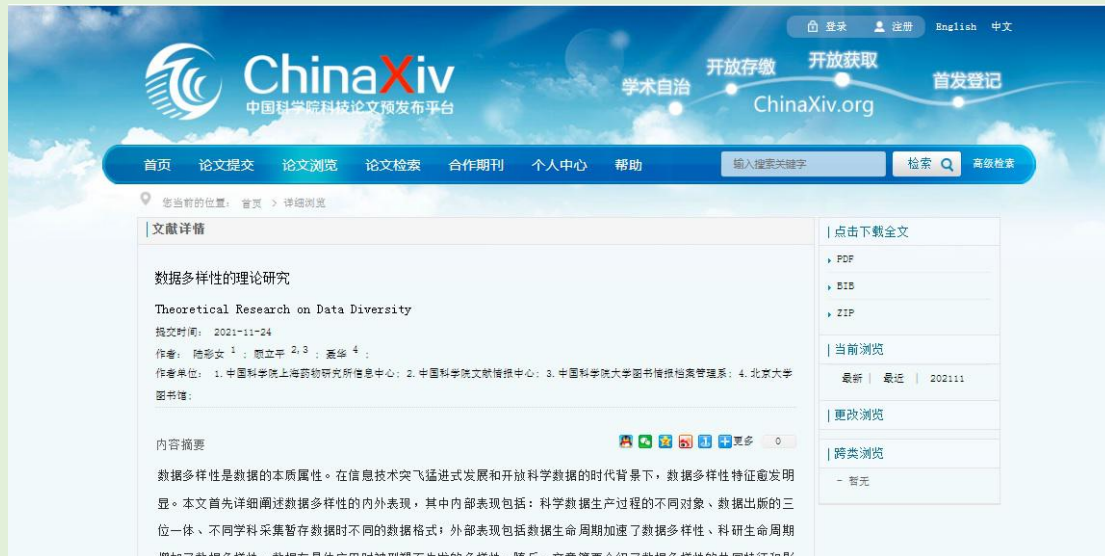 登录 注册 English 中文
ChinaXiv
中国科学院科技论文预发布平台
学术自治 开放存缴 开放获取 首发登记
ChinaXiv.org
首页 论文提交 论文浏览 论文检索 合作期刊 个人中心 帮助 输入搜索关键字 检索 高级检索
您当前的位置: 首页 > 详细浏览
文献详情
数据多样性的理论研究
Theoretical Research on Data Diversity
提交时间: 2021-11-24
作者: 陆彩女 1 ; 顾立平 2,3 ; 聂华 4 ;
作者单位: 1.中国科学院上海药物研究所信息中心; 2.中国科学院文献情报中心; 3.中国科学院大学图书情报档案管理系; 4.北京大学
图书馆;
内容摘要 更多 0
数据多样性是数据的本质属性。在信息技术突飞猛进式发展和开放科学数据的时代背景下，数据多样性特征愈发明
显。本文首先详细阐述数据多样性的内外表现，其中内部表现包括：科学数据生产过程的不同对象、数据出版的三
位一体、不同学科采集暂存数据时不同的数据格式；外部表现包括数据生命周期加速了数据多样性、科研生命周期
点击下载全文
PDF
BIB
ZIP
当前浏览
最新 | 最近 | 202111
更改浏览
跨类浏览
- 暂无